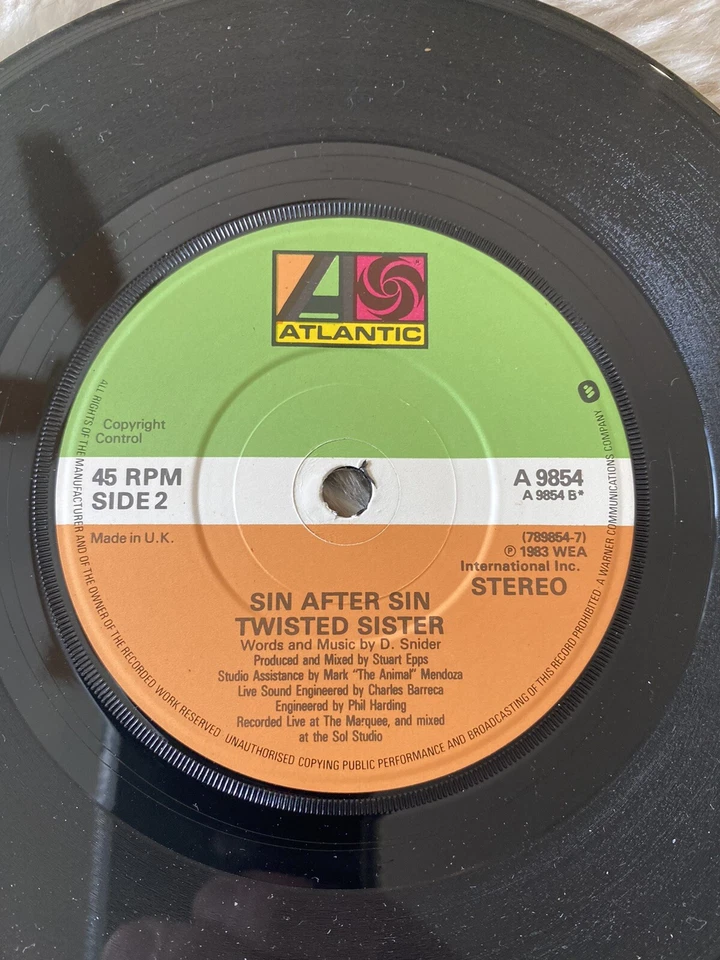 ATLANTIC
Copyright
Control
45 RPM
SIDE 2
A 9854
A 9854 B*
Made in U.K.
(789854-7)
℗ 1983 WEA
International Inc.
STEREO
SIN AFTER SIN
TWISTED SISTER
Words and Music by D. Snider
Produced and Mixed by Stuart Epps
Studio Assistance by Mark "The Animal" Mendoza
Live Sound Engineered by Charles Barreca
Engineered by Phil Harding
Recorded Live at The Marquee, and mixed
at the Sol Studio
ALL RIGHTS OF THE MANUFACTURER AND OF THE OWNER OF THE RECORDED WORK RESERVED. UNAUTHORISED COPYING PUBLIC PERFORMANCE AND BROADCASTING OF THIS RECORD PROHIBITED. A WARNER COMMUNICATIONS COMPANY